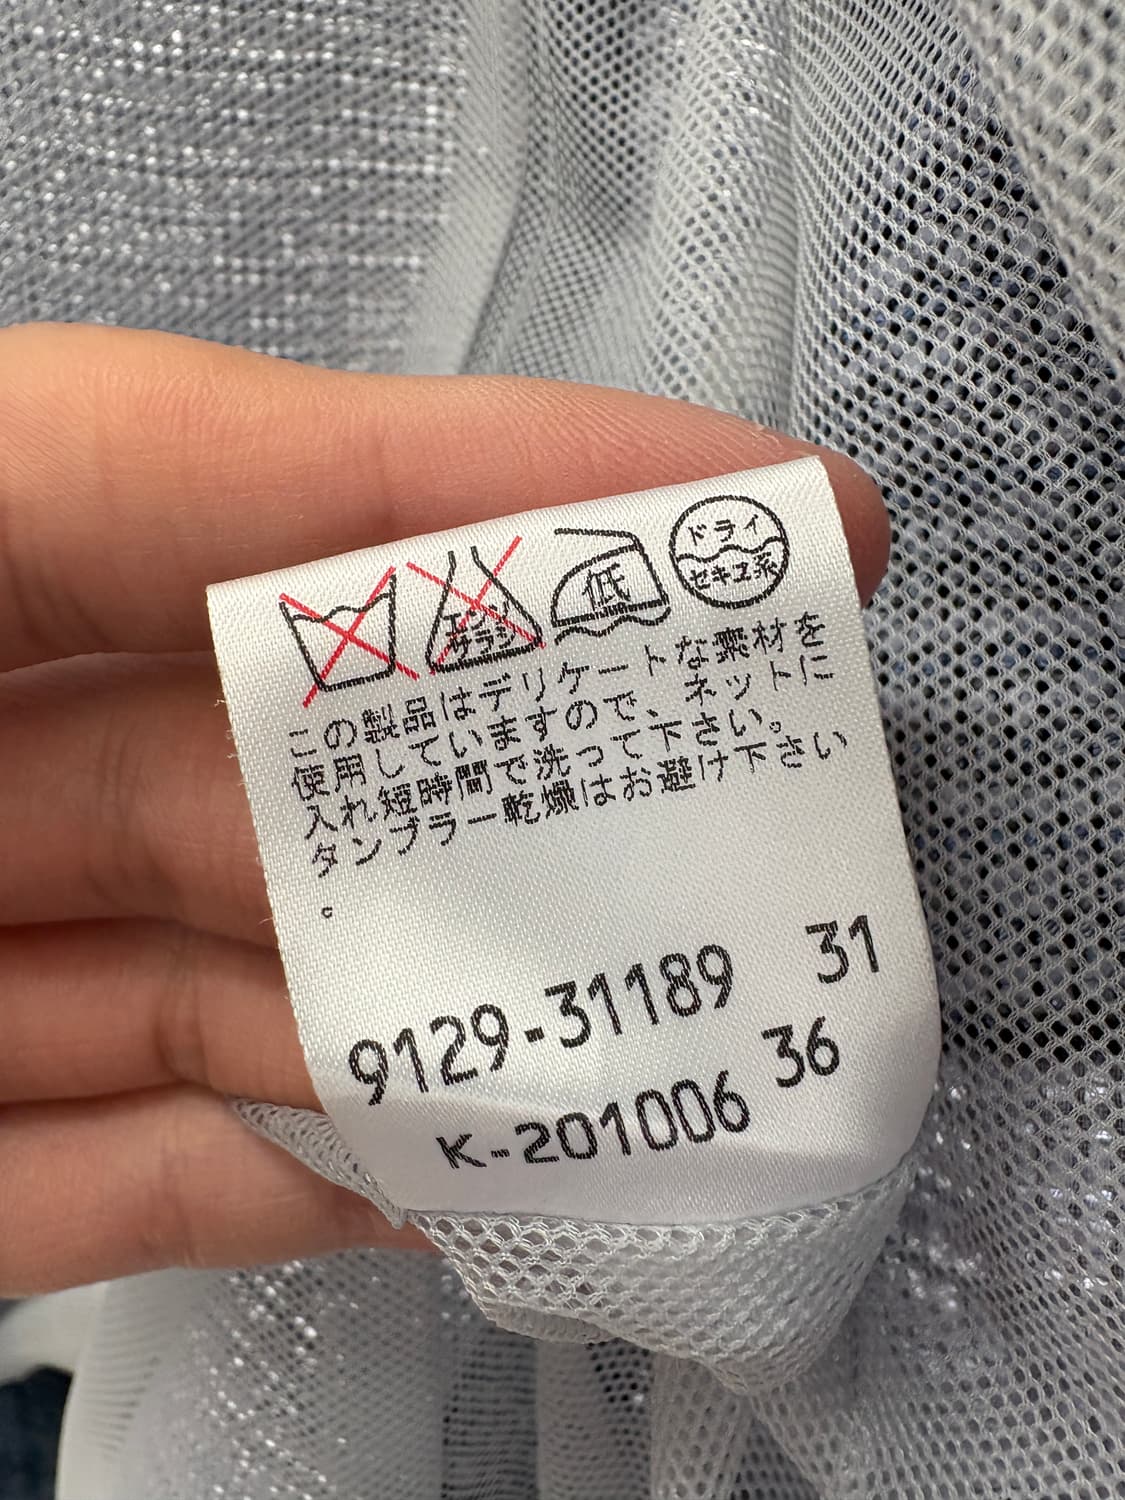 エンソ
サラシ
低
ドライ
セキユ系
この製品はデリケートな素材を
使用していますので、ネットに
入れ短時間で洗って下さい。
タンブラー乾燥はお避け下さい
。
9129-31189 31
K-201006 36